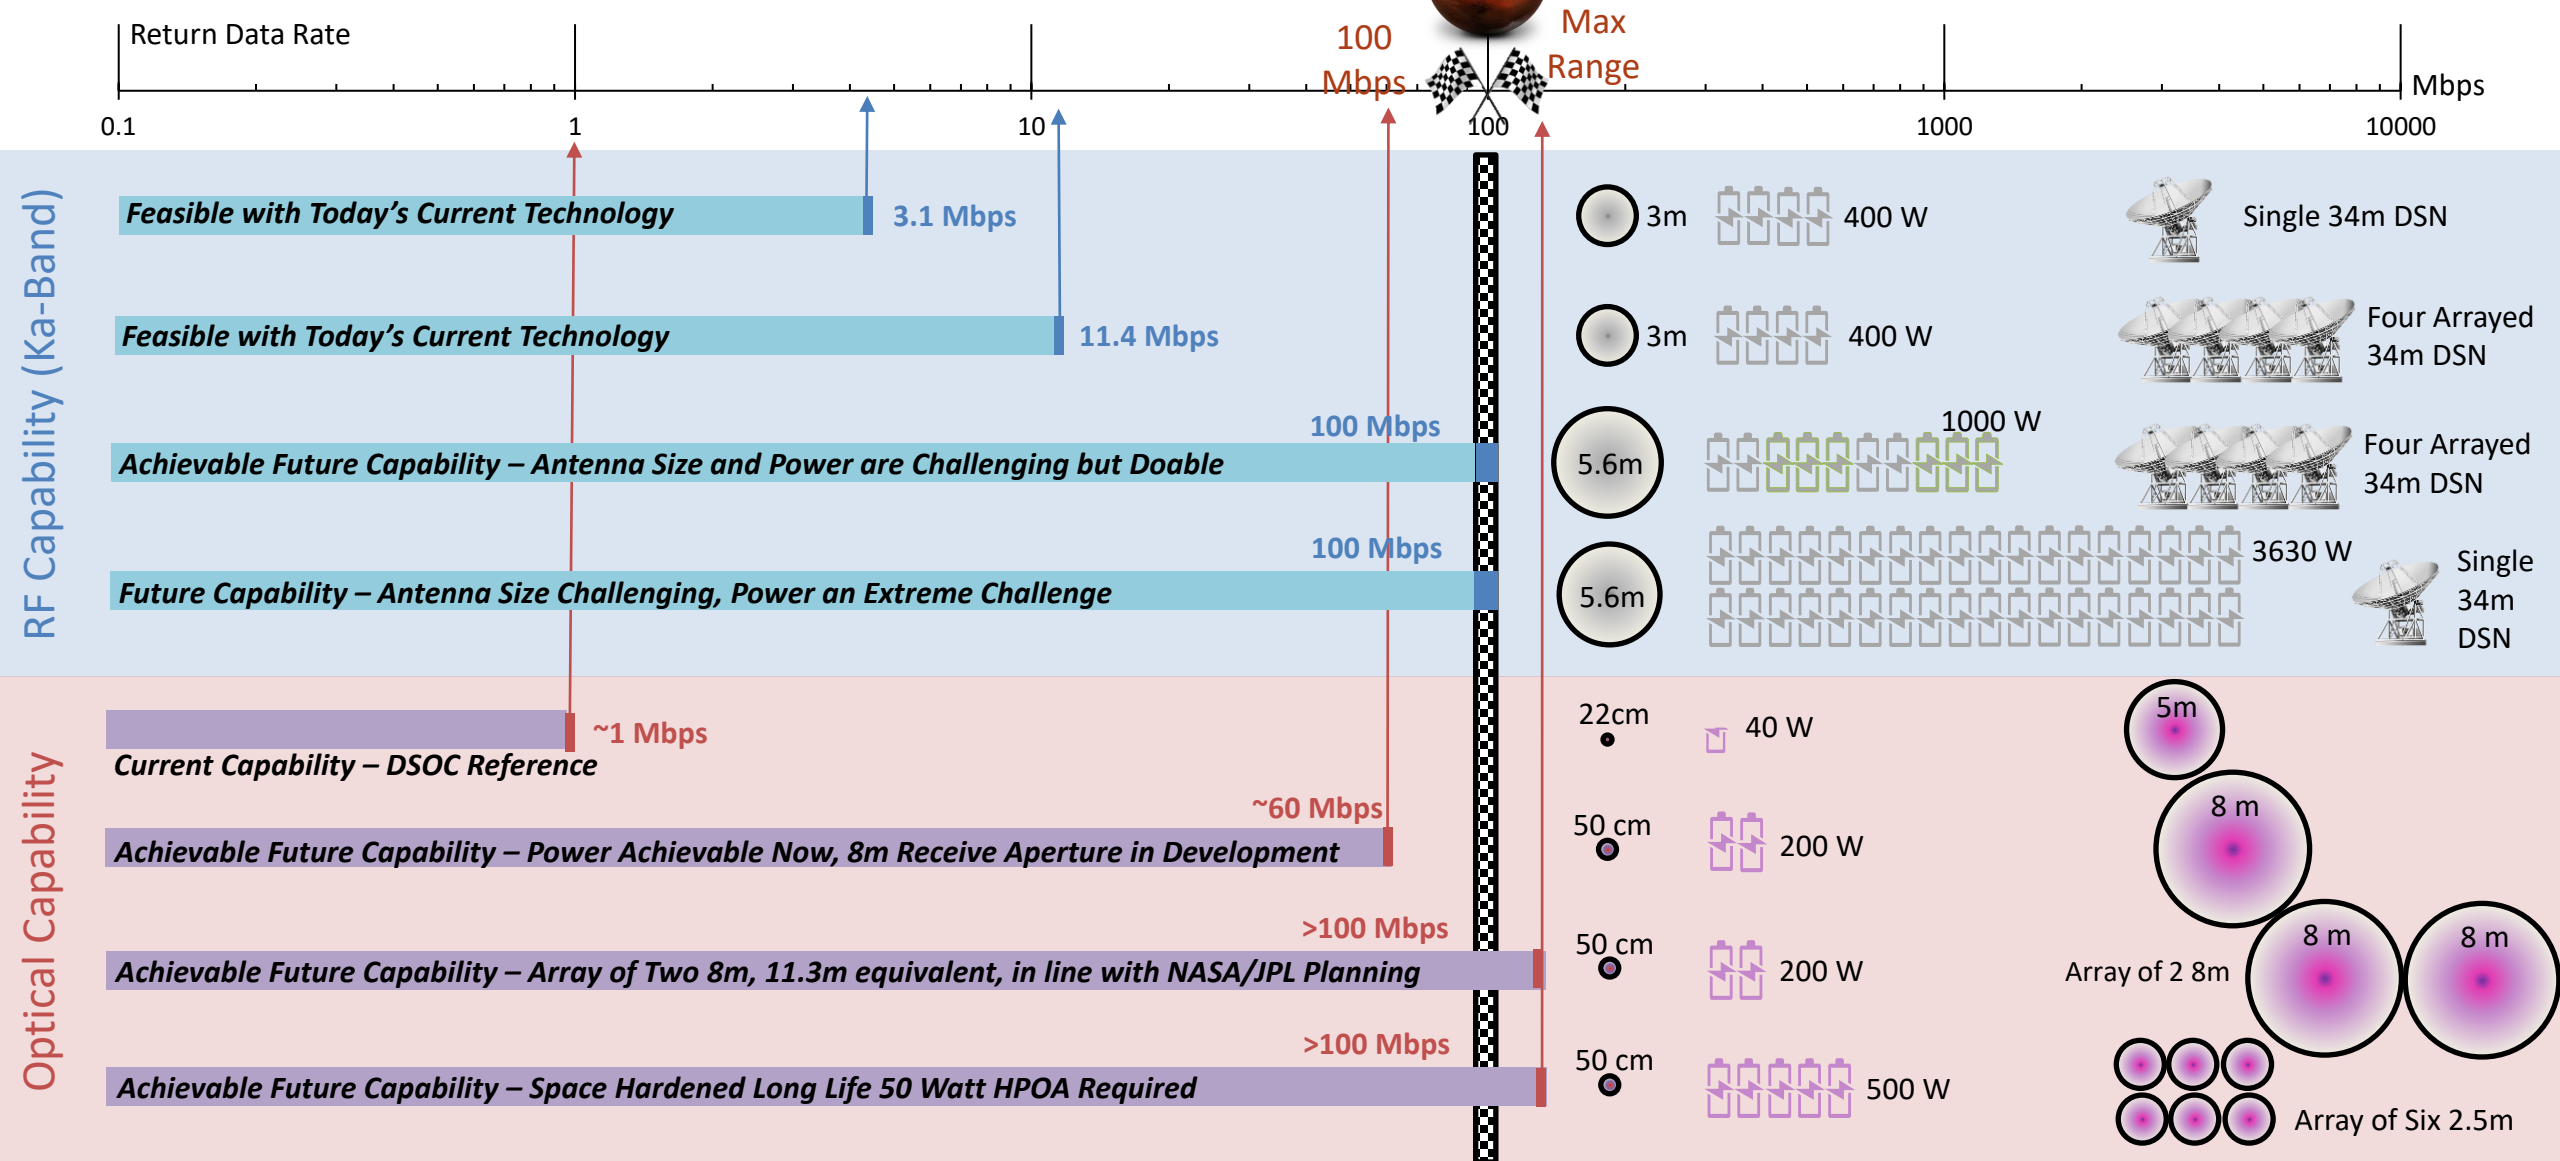 Return Data Rate
100
Mbps
Max
Range
Mbps
0.1
1
10
100
1000
10000
RF Capability (Ka-Band)
Feasible with Today’s Current Technology
3.1 Mbps
3m
400 W
Single 34m DSN
Feasible with Today’s Current Technology
11.4 Mbps
3m
400 W
Four Arrayed
34m DSN
100 Mbps
Achievable Future Capability – Antenna Size and Power are Challenging but Doable
5.6m
1000 W
Four Arrayed
34m DSN
100 Mbps
Future Capability – Antenna Size Challenging, Power an Extreme Challenge
5.6m
3630 W
Single
34m
DSN
Optical Capability
~1 Mbps
Current Capability – DSOC Reference
22cm
40 W
5m
~60 Mbps
Achievable Future Capability – Power Achievable Now, 8m Receive Aperture in Development
50 cm
200 W
8 m
>100 Mbps
Achievable Future Capability – Array of Two 8m, 11.3m equivalent, in line with NASA/JPL Planning
50 cm
200 W
Array of 2 8m
8 m
8 m
>100 Mbps
Achievable Future Capability – Space Hardened Long Life 50 Watt HPOA Required
50 cm
500 W
Array of Six 2.5m